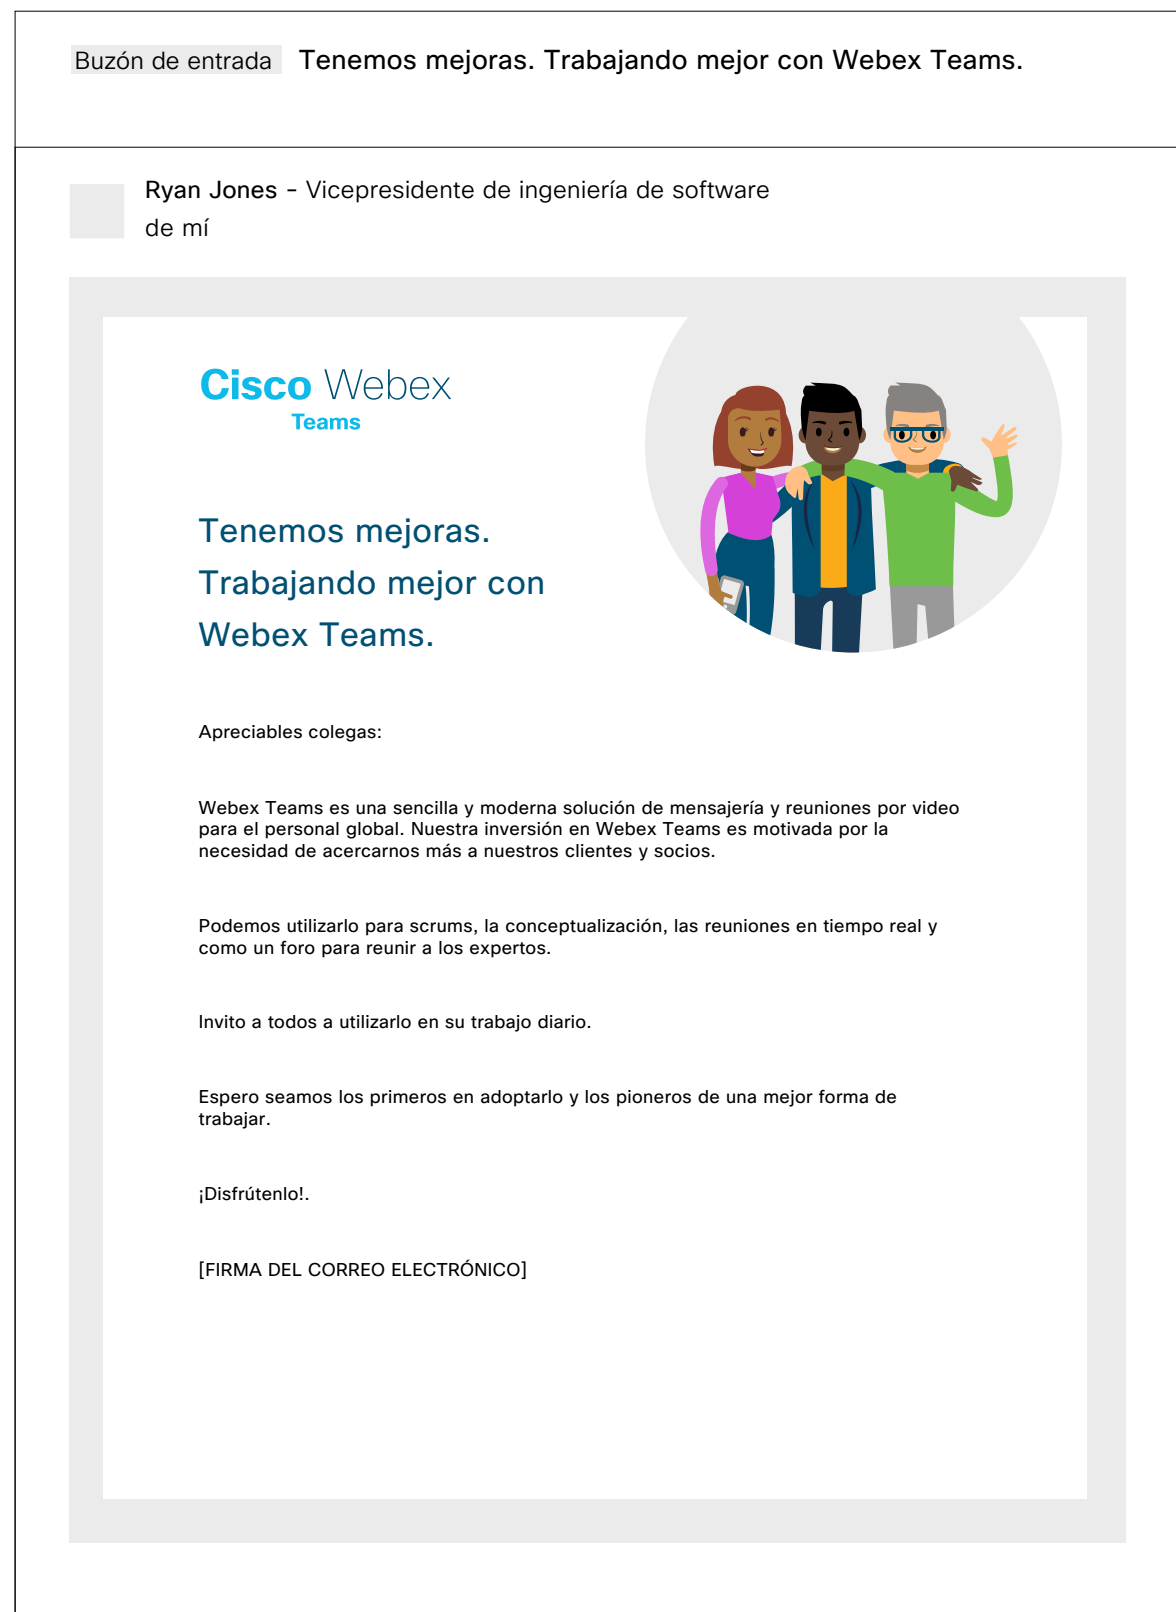 Buzón de entrada Tenemos mejoras. Trabajando mejor con Webex Teams.
Ryan Jones - Vicepresidente de ingeniería de software
de mí
Cisco Webex
Teams
Tenemos mejoras.
Trabajando mejor con
Webex Teams.
Apreciables colegas:
Webex Teams es una sencilla y moderna solución de mensajería y reuniones por video
para el personal global. Nuestra inversión en Webex Teams es motivada por la
necesidad de acercarnos más a nuestros clientes y socios.
Podemos utilizarlo para scrums, la conceptualización, las reuniones en tiempo real y
como un foro para reunir a los expertos.
Invito a todos a utilizarlo en su trabajo diario.
Espero seamos los primeros en adoptarlo y los pioneros de una mejor forma de
trabajar.
¡Disfrútenlo!.
[FIRMA DEL CORREO ELECTRÓNICO]